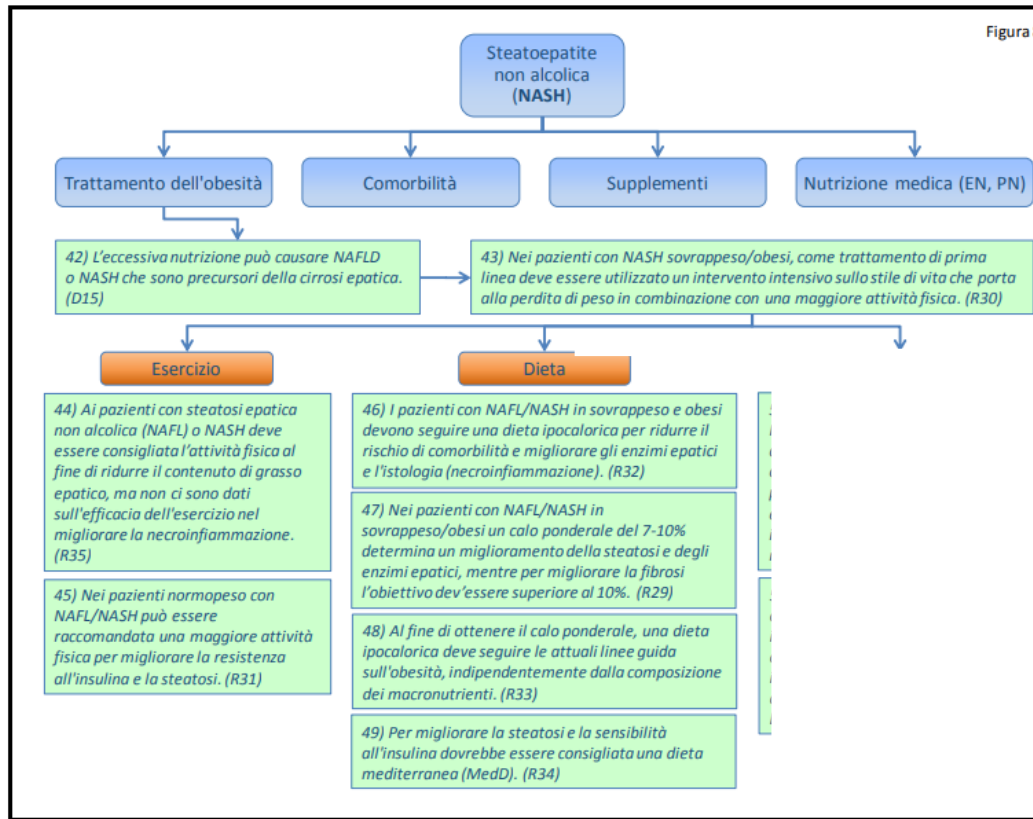 Figura
Steatoepatite
non alcolica
(NASH)
Trattamento dell'obesità
Comorbilità
Supplementi
Nutrizione medica (EN, PN)
42) L'eccessiva nutrizione può causare NAFLD
o NASH che sono precursori della cirrosi epatica.
(D15)
43) Nei pazienti con NASH sovrappeso/obesi, come trattamento di prima
linea deve essere utilizzato un intervento intensivo sullo stile di vita che porta
alla perdita di peso in combinazione con una maggiore attività fisica. (R30)
Esercizio
44) Ai pazienti con steatosi epatica
non alcolica (NAFL) o NASH deve
essere consigliata l'attività fisica al
fine di ridurre il contenuto di grasso
epatico, ma non ci sono dati
sull'efficacia dell'esercizio nel
migliorare la necroinfiammazione.
(R35)
45) Nei pazienti normopeso con
NAFL/NASH può essere
raccomandata una maggiore attività
fisica per migliorare la resistenza
all'insulina e la steatosi. (R31)
Dieta
46) I pazienti con NAFL/NASH in sovrappeso e obesi
devono seguire una dieta ipocalorica per ridurre il
rischio di comorbilità e migliorare gli enzimi epatici
e l'istologia (necroinfiammazione). (R32)
47) Nei pazienti con NAFL/NASH in
sovrappeso/obesi un calo ponderale del 7-10%
determina un miglioramento della steatosi e degli
enzimi epatici, mentre per migliorare la fibrosi
l'obiettivo dev'essere superiore al 10%. (R29)
48) Al fine di ottenere il calo ponderale, una dieta
ipocalorica deve seguire le attuali linee guida
sull'obesità, indipendentemente dalla composizione
dei macronutrienti. (R33)
49) Per migliorare la steatosi e la sensibilità
all'insulina dovrebbe essere consigliata una dieta
mediterranea (MedD). (R34)